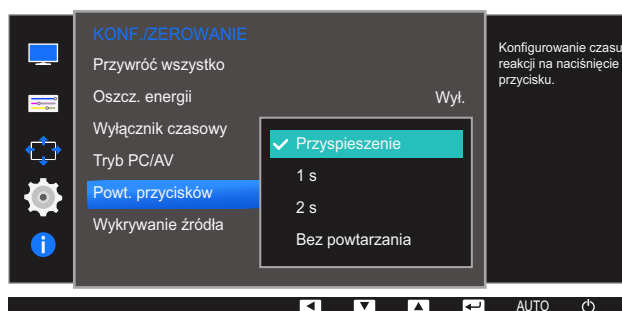 KONF./ZEROWANIE
Przywróć wszystko
Oszcz. energii Wył.
Wyłącznik czasowy
Tryb PC/AV
Powt. przycisków
Wykrywanie źródła
Przyspieszenie
1 s
2 s
Bez powtarzania
Konfigurowanie czasu
reakcji na naciśnięcie
przycisku.
AUTO